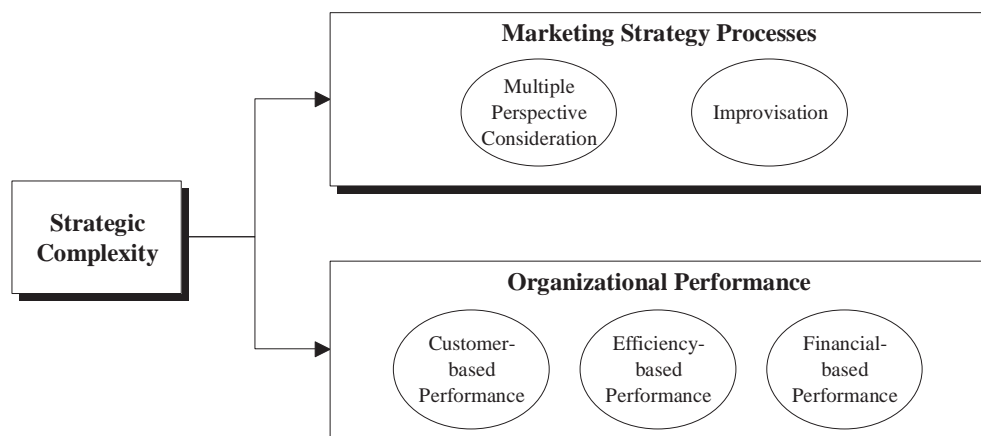 Marketing Strategy Processes
Multiple
Perspective
Consideration
Improvisation
Strategic
Complexity
Organizational Performance
Customer-
based
Performance
Efficiency-
based
Performance
Financial-
based
Performance